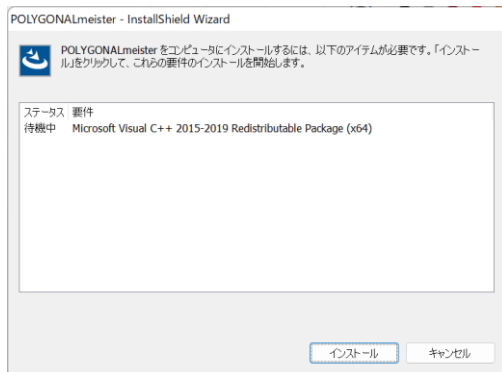 POLYGONALmeister - InstallShield Wizard
POLYGONALmeister をコンピュータにインストールするには、以下のアイテムが必要です。「インストー
ル」をクリックして、これらの要件のインストールを開始します。
ステータス 要件
待機中 Microsoft Visual C++ 2015-2019 Redistributable Package (x64)
インストール キャンセル